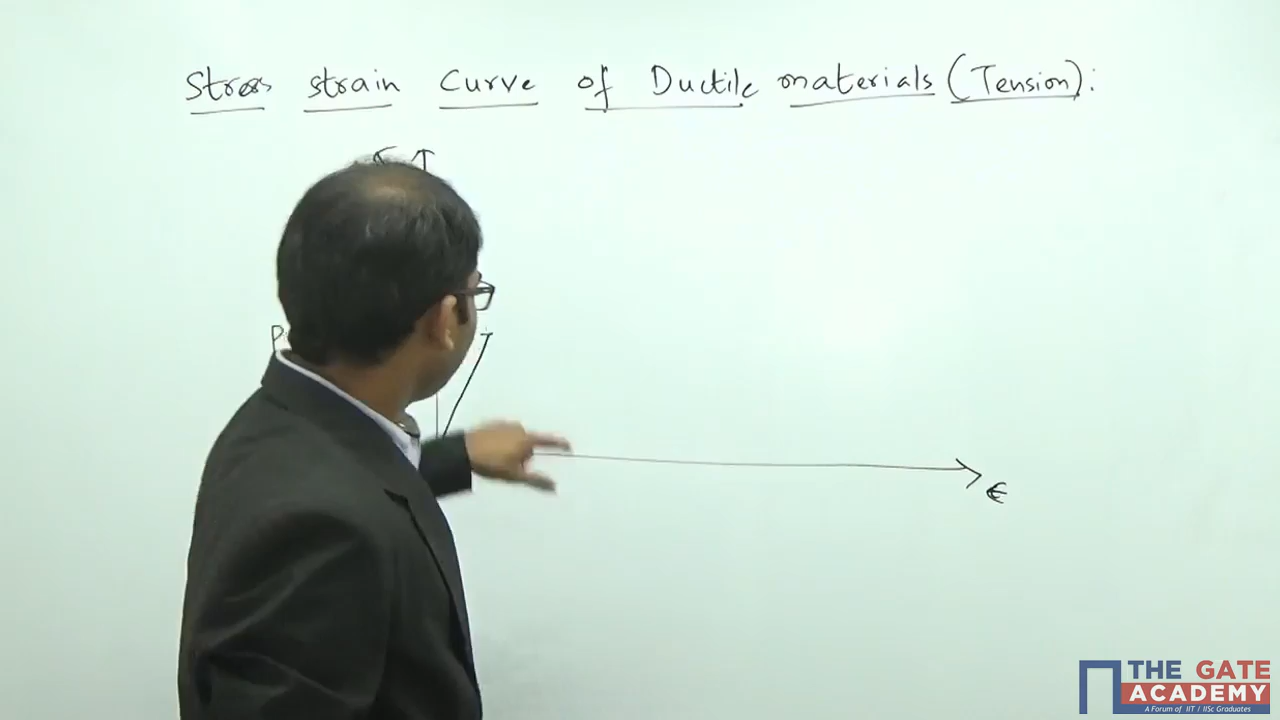 Stress strain Curve of Ductile materials (Tension):
P
ϵ
THE GATE
ACADEMY
A Forum of IIT / IISc Graduates